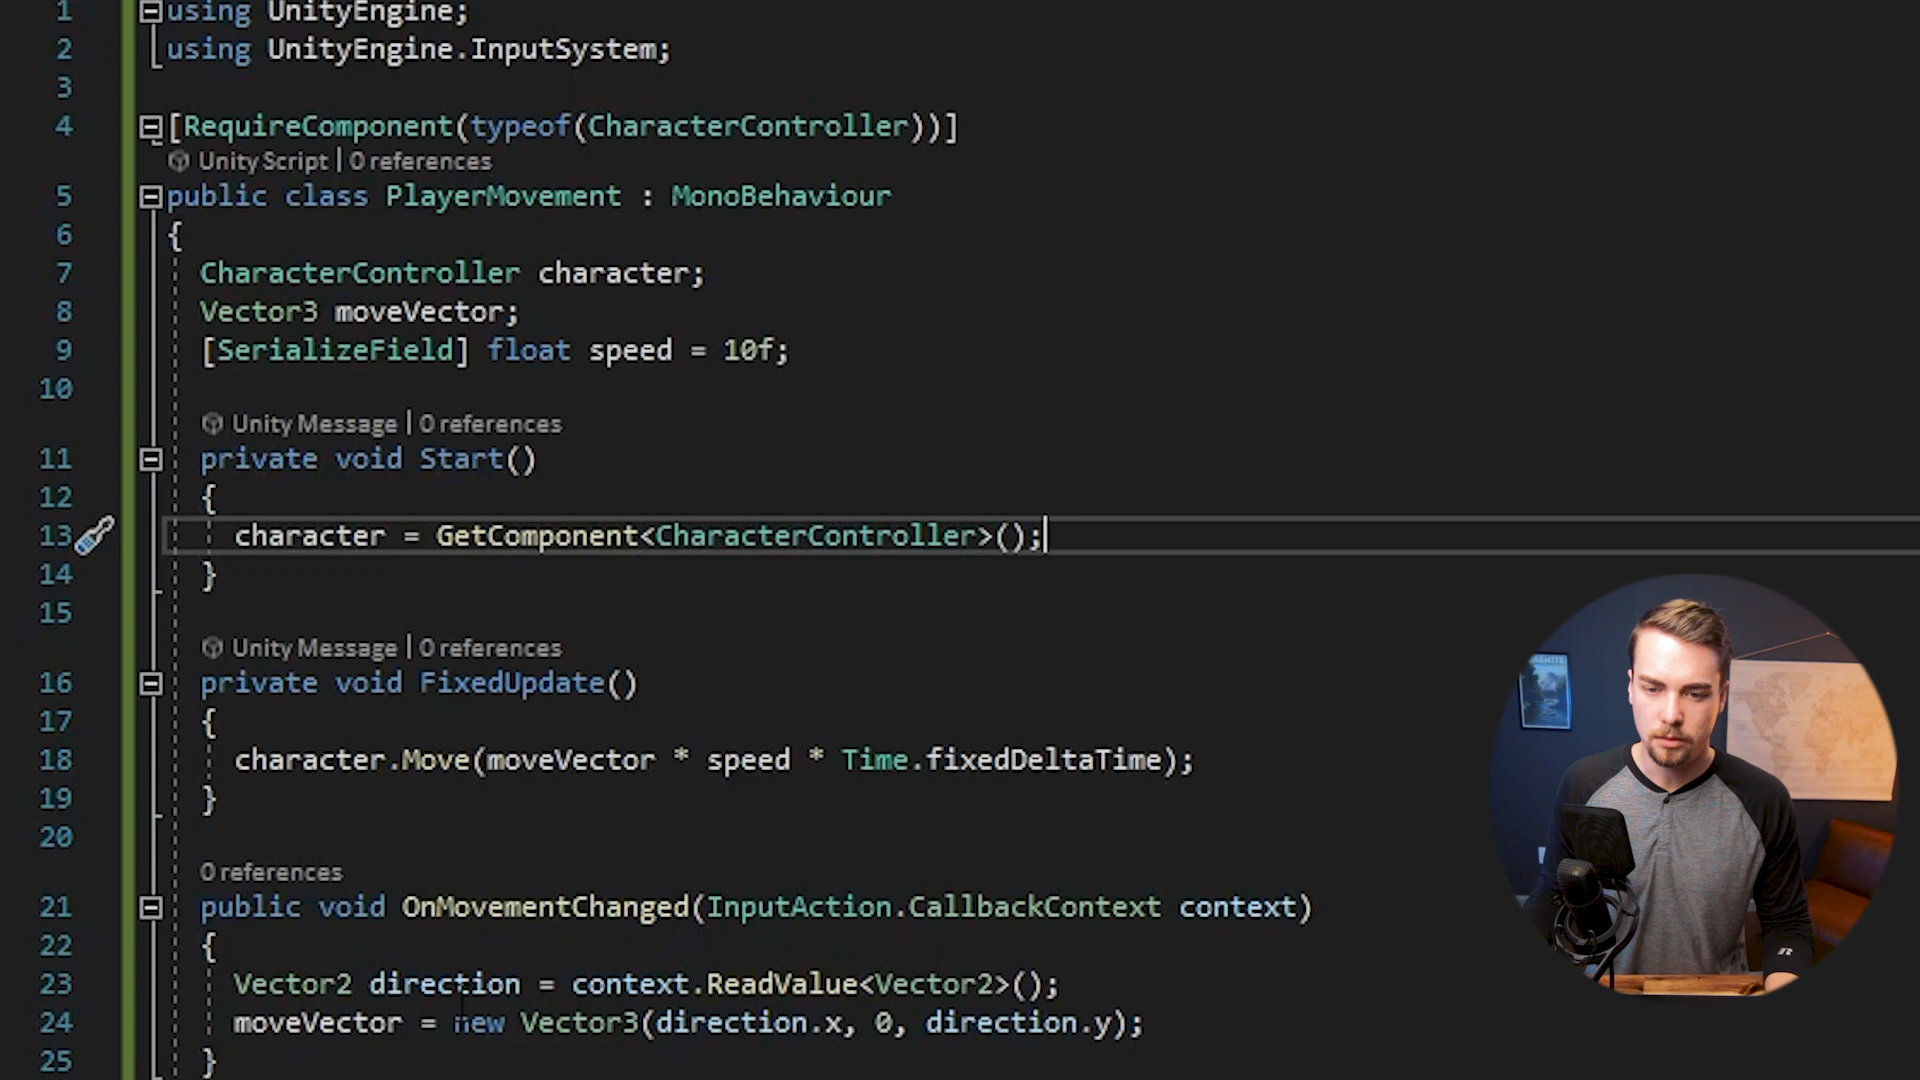 1 using UnityEngine;
2 using UnityEngine.InputSystem;
3
4 [RequireComponent(typeof(CharacterController))]
Unity Script | 0 references
5 public class PlayerMovement : MonoBehaviour
6 {
7 CharacterController character;
8 Vector3 moveVector;
9 [SerializeField] float speed = 10f;
10
Unity Message | 0 references
11 private void Start()
12 {
13 character = GetComponent<CharacterController>();
14 }
15
Unity Message | 0 references
16 private void FixedUpdate()
17 {
18 character.Move(moveVector * speed * Time.fixedDeltaTime);
19 }
20
0 references
21 public void OnMovementChanged(InputAction.CallbackContext context)
22 {
23 Vector2 direction = context.ReadValue<Vector2>();
24 moveVector = new Vector3(direction.x, 0, direction.y);
25 }